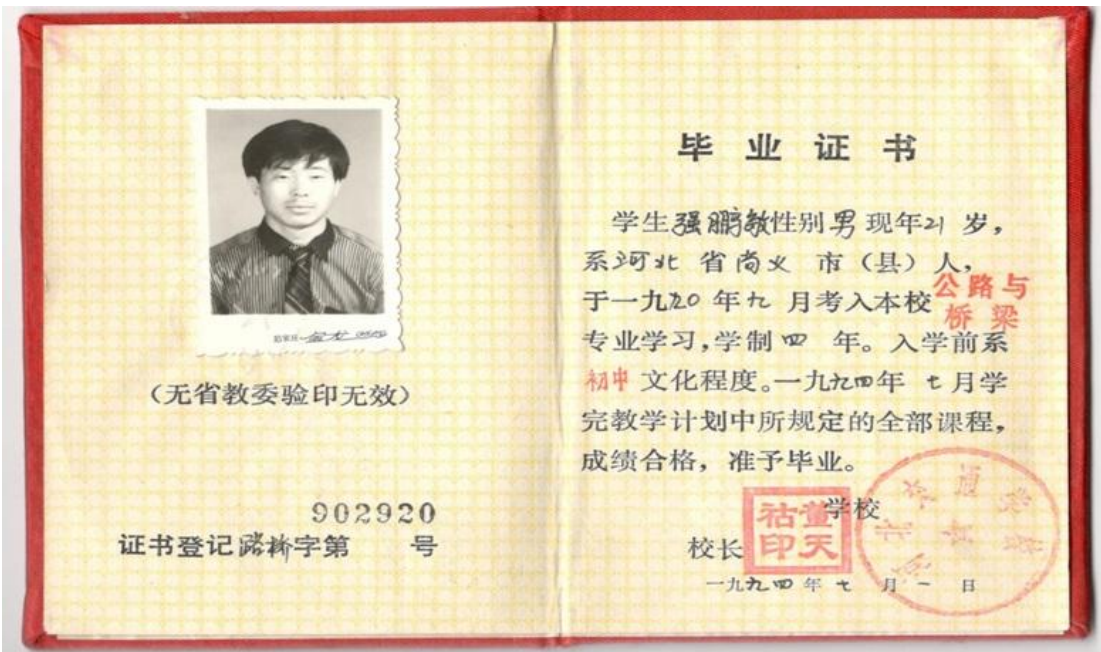 (无省教委验印无效)
902920
证书登记路桥字第 号
毕业证书
学生强鹏敏性别男现年21岁,
系河北省尚义市(县)人,
于一九九0年九月考入本校公路与桥梁
专业学习,学制四年。入学前系
初中文化程度。一九九四年七月学
完教学计划中所规定的全部课程,
成绩合格,准予毕业。
学校
校长董天祜印
一九九四年七月一日